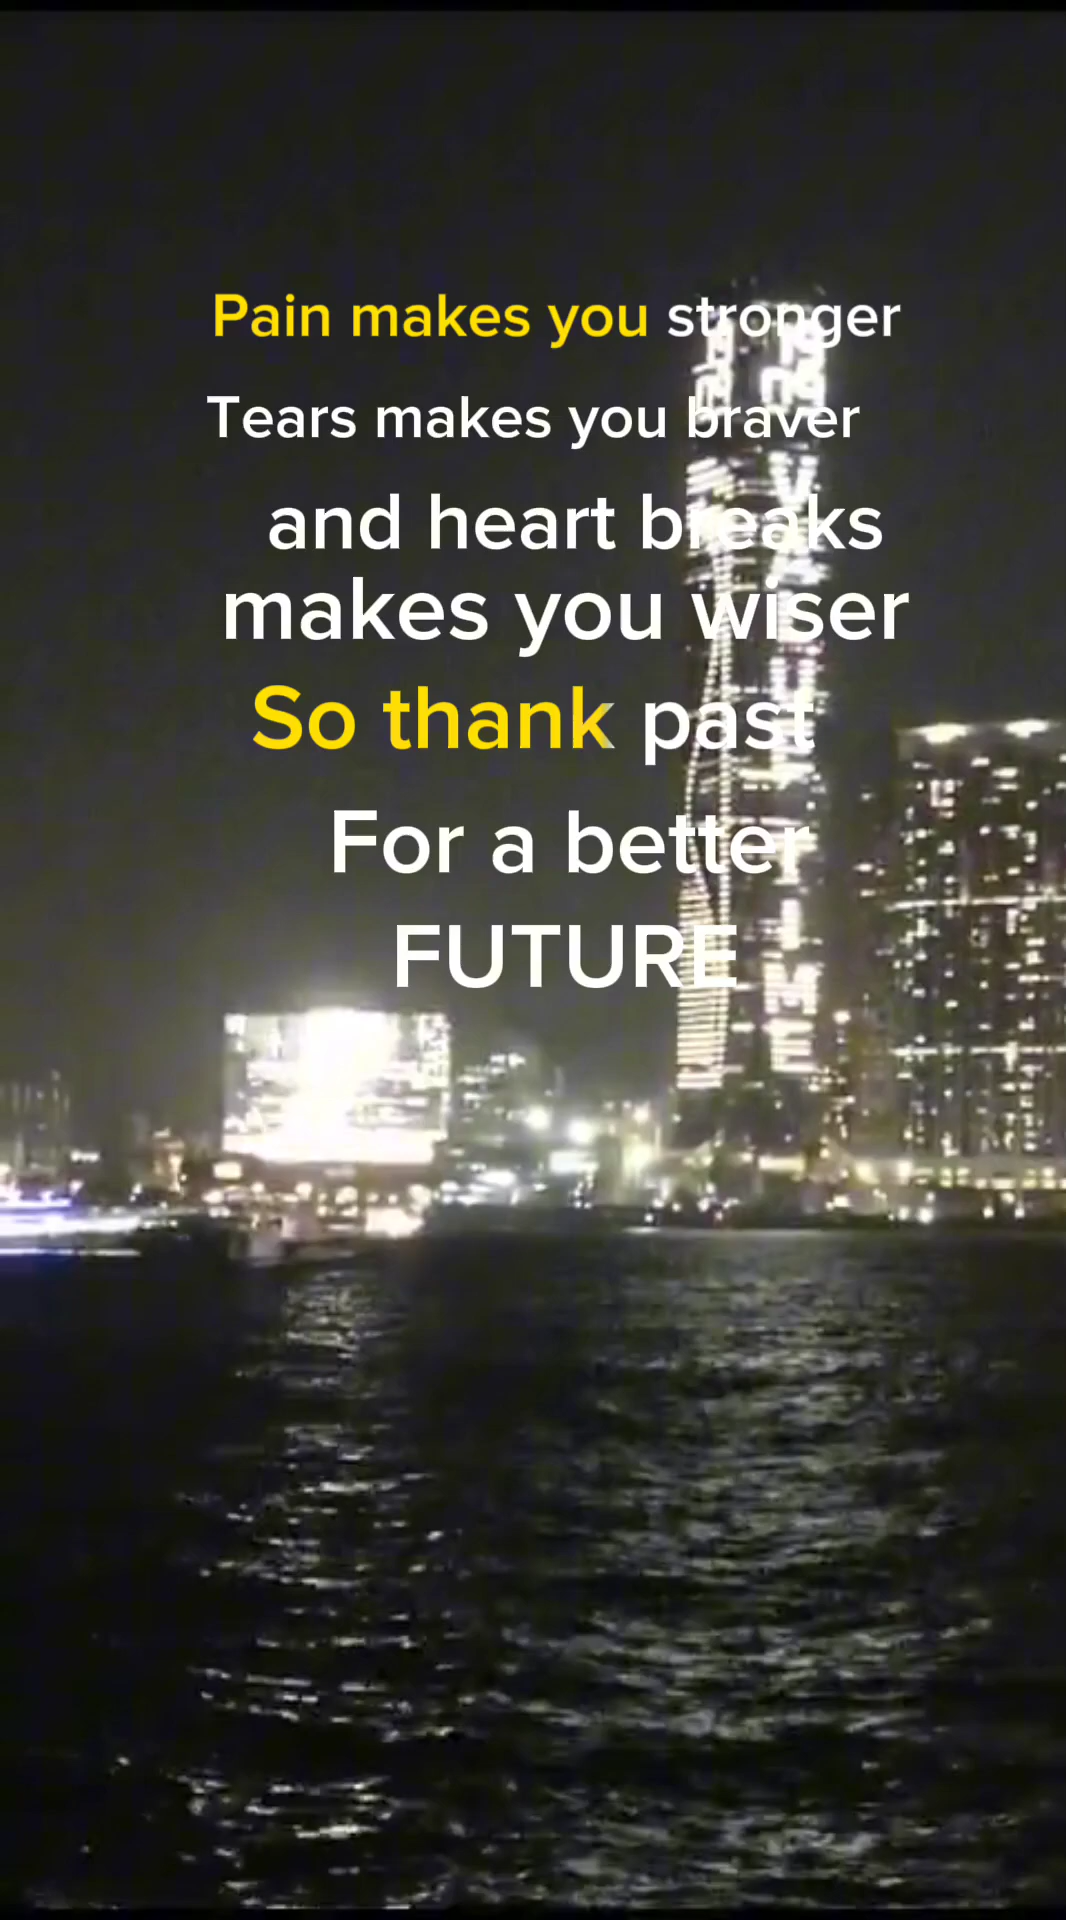 Pain makes you stronger
Tears makes you braver
and heart breaks
makes you wiser
So thank past
For a better
FUTURE